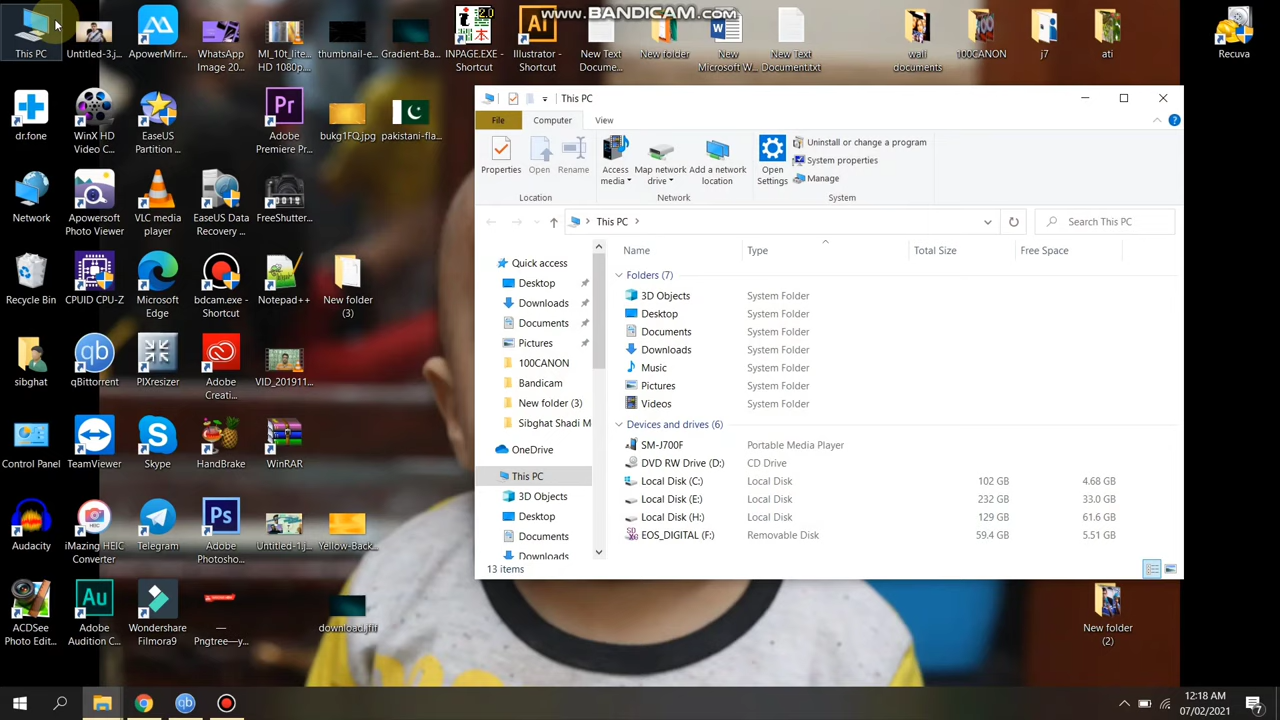 www.BANDICAM.com
This PC
Untitled-3.j...
ApowerMirr...
WhatsApp
Image 20...
MI_10t_lite...
HD 1080p...
thumbnail-e...
Gradient-Ba...
INPAGE.EXE -
Shortcut
Illustrator -
Shortcut
New Text
Docume...
New folder
New
Microsoft W...
New Text
Document.txt
wall
documents
100CANON
j7
ati
Recuva
dr.fone
WinX HD
Video C...
EaseUS
Partition ...
Adobe
Premiere Pr...
bukg1FQ.jpg
pakistani-fla...
Network
Apowersoft
Photo Viewer
VLC media
player
EaseUS Data
Recovery ...
FreeShutter...
Recycle Bin
CPUID CPU-Z
Microsoft
Edge
bdcam.exe -
Shortcut
Notepad++
New folder
(3)
sibghat
qBittorrent
PIXresizer
Adobe
Creati...
VID_201911...
Control Panel
TeamViewer
Skype
HandBrake
WinRAR
Audacity
iMazing HEIC
Converter
Telegram
Adobe
Photosho...
Untitled-1.j...
Yellow-Back...
ACDSee
Photo Edit...
Adobe
Audition C...
Wondershare
Filmora9
—
Pngtree—y...
download.jfif
New folder
(2)
This PC
File
Computer
View
Properties
Open
Rename
Access
media
Map network
drive
Add a network
location
Open
Settings
Uninstall or change a program
System properties
Manage
Location
Network
System
This PC
Search This PC
Name Type Total Size Free Space
Quick access
Desktop
Downloads
Documents
Pictures
100CANON
Bandicam
New folder (3)
Sibghat Shadi M
OneDrive
This PC
3D Objects
Desktop
Documents
Downloads
Folders (7)
3D Objects System Folder
Desktop System Folder
Documents System Folder
Downloads System Folder
Music System Folder
Pictures System Folder
Videos System Folder
Devices and drives (6)
SM-J700F Portable Media Player
DVD RW Drive (D:) CD Drive
Local Disk (C:) Local Disk 102 GB 4.68 GB
Local Disk (E:) Local Disk 232 GB 33.0 GB
Local Disk (H:) Local Disk 129 GB 61.6 GB
EOS_DIGITAL (F:) Removable Disk 59.4 GB 5.51 GB
13 items
12:18 AM
07/02/2021
7